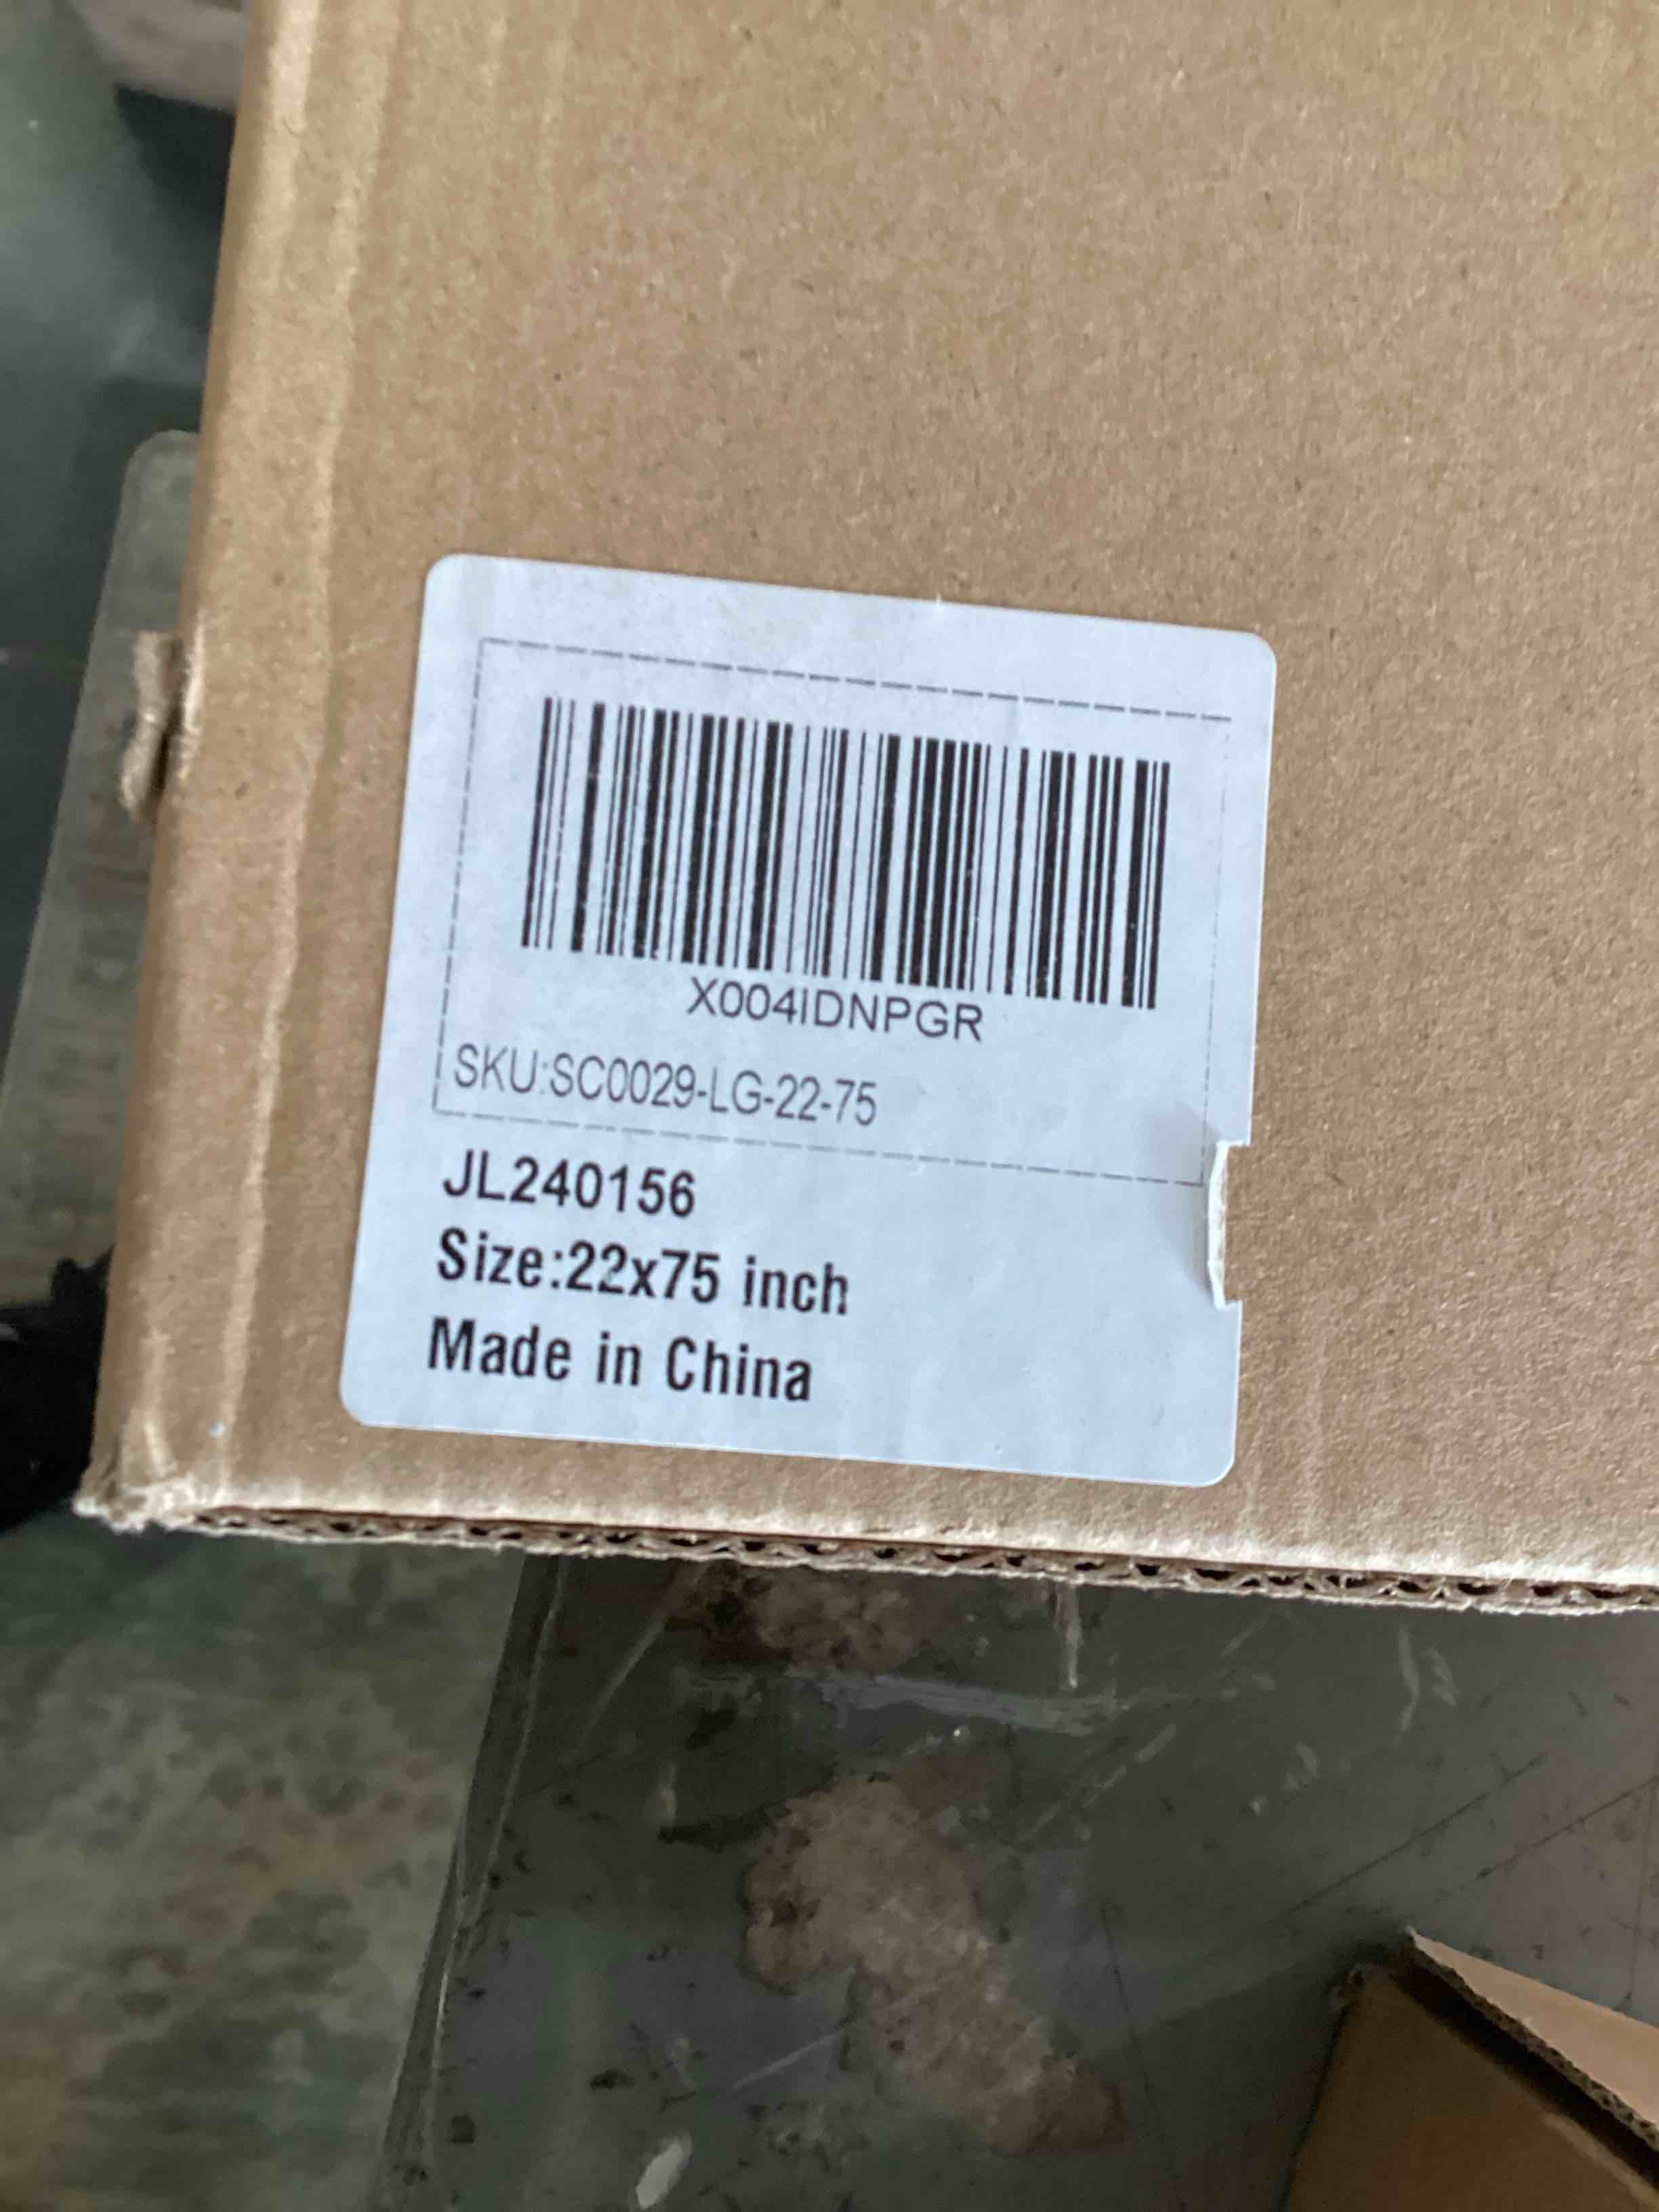 X004IDNPGR
SKU:SC0029-LG-22-75
JL240156
Size:22x75 inch
Made in China